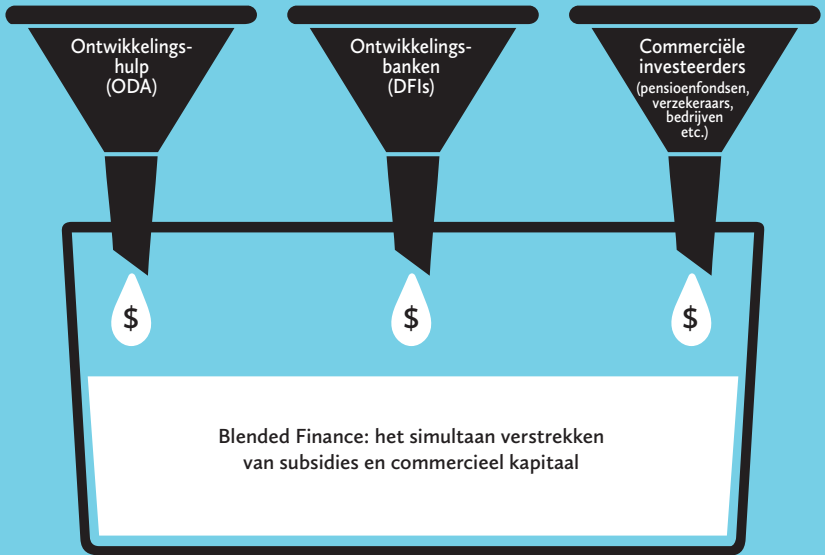 Ontwikkelings-
hulp
(ODA)
Ontwikkelings-
banken
(DFIs)
Commerciële
investeerders
(pensioenfondsen,
verzekeraars,
bedrijven
etc.)
$
$
$
Blended Finance: het simultaan verstrekken
van subsidies en commercieel kapitaal